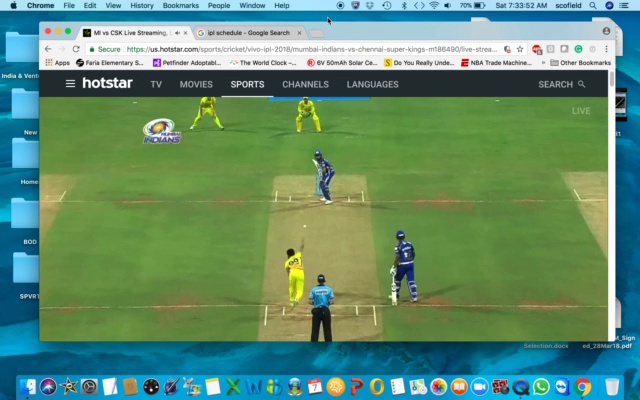 Chrome File Edit View History Bookmarks People Window Help 70% Sat 7:33:52 AM scofield
MI vs CSK Live Streaming, ipl schedule - Google Search
Secure https://us.hotstar.com/sports/cricket/vivo-ipl-2018/mumbai-indians-vs-chennai-super-kings-m186490/live-strea...
Apps Faria Elementary S... Petfinder Adoptabl... The World Clock –... 6V 50mAh Solar Ce... Do You Really Unde... NBA Trade Machine... » Other Bookmarks
hotstar TV MOVIES SPORTS CHANNELS LANGUAGES SEARCH
LIVE
MUMBAI
INDIANS
India & Vent
New
Home
BOD
SPVRT
Selection.docx
ed_28Mar18.pdf